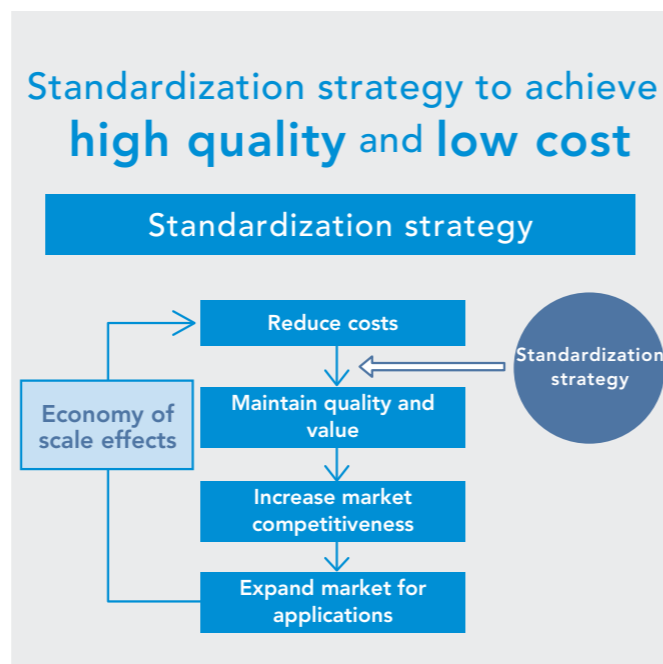 Standardization strategy to achieve
high quality and low cost
Standardization strategy
Reduce costs
Standardization
strategy
Maintain quality and
value
Economy of
scale effects
Increase market
competitiveness
Expand market for
applications